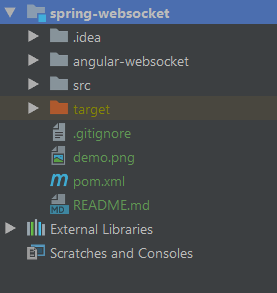 spring-websocket
.idea
angular-websocket
src
target
.gitignore
demo.png
pom.xml
README.md
External Libraries
Scratches and Consoles